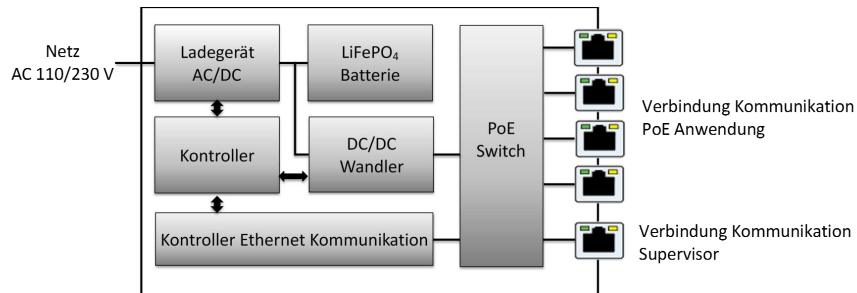 Netz
AC 110/230 V
Ladegerät
AC/DC
LiFePO₄
Batterie
Kontroller
DC/DC
Wandler
Kontroller Ethernet Kommunikation
PoE
Switch
Verbindung Kommunikation
PoE Anwendung
Verbindung Kommunikation
Supervisor